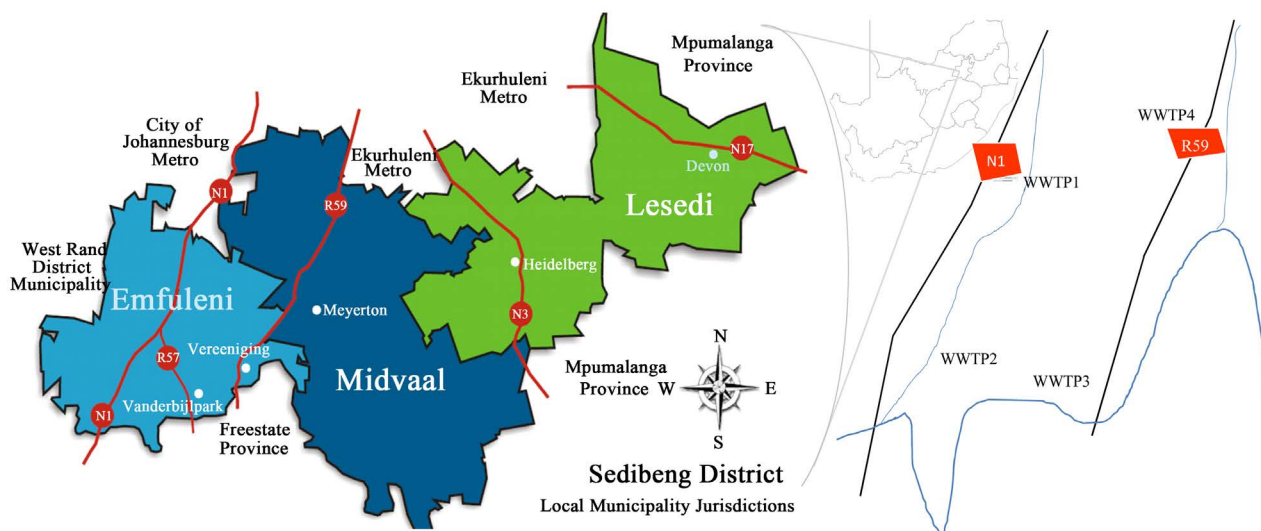 Mpumalanga
Province
Ekurhuleni
Metro
City of
Johannesburg
Metro
Ekurhuleni
Metro
N1
R59
N17
Devon
Lesedi
West Rand
District
Municipality
Emfuleni
Heidelberg
Meyerton
N3
R57
Vereeniging
Midvaal
Mpumalanga
Province
Vanderbijlpark
N1
Freestate
Province
N
W
E
S
Sedibeng District
Local Municipality Jurisdictions
WWTP4
R59
N1
WWTP1
WWTP2
WWTP3